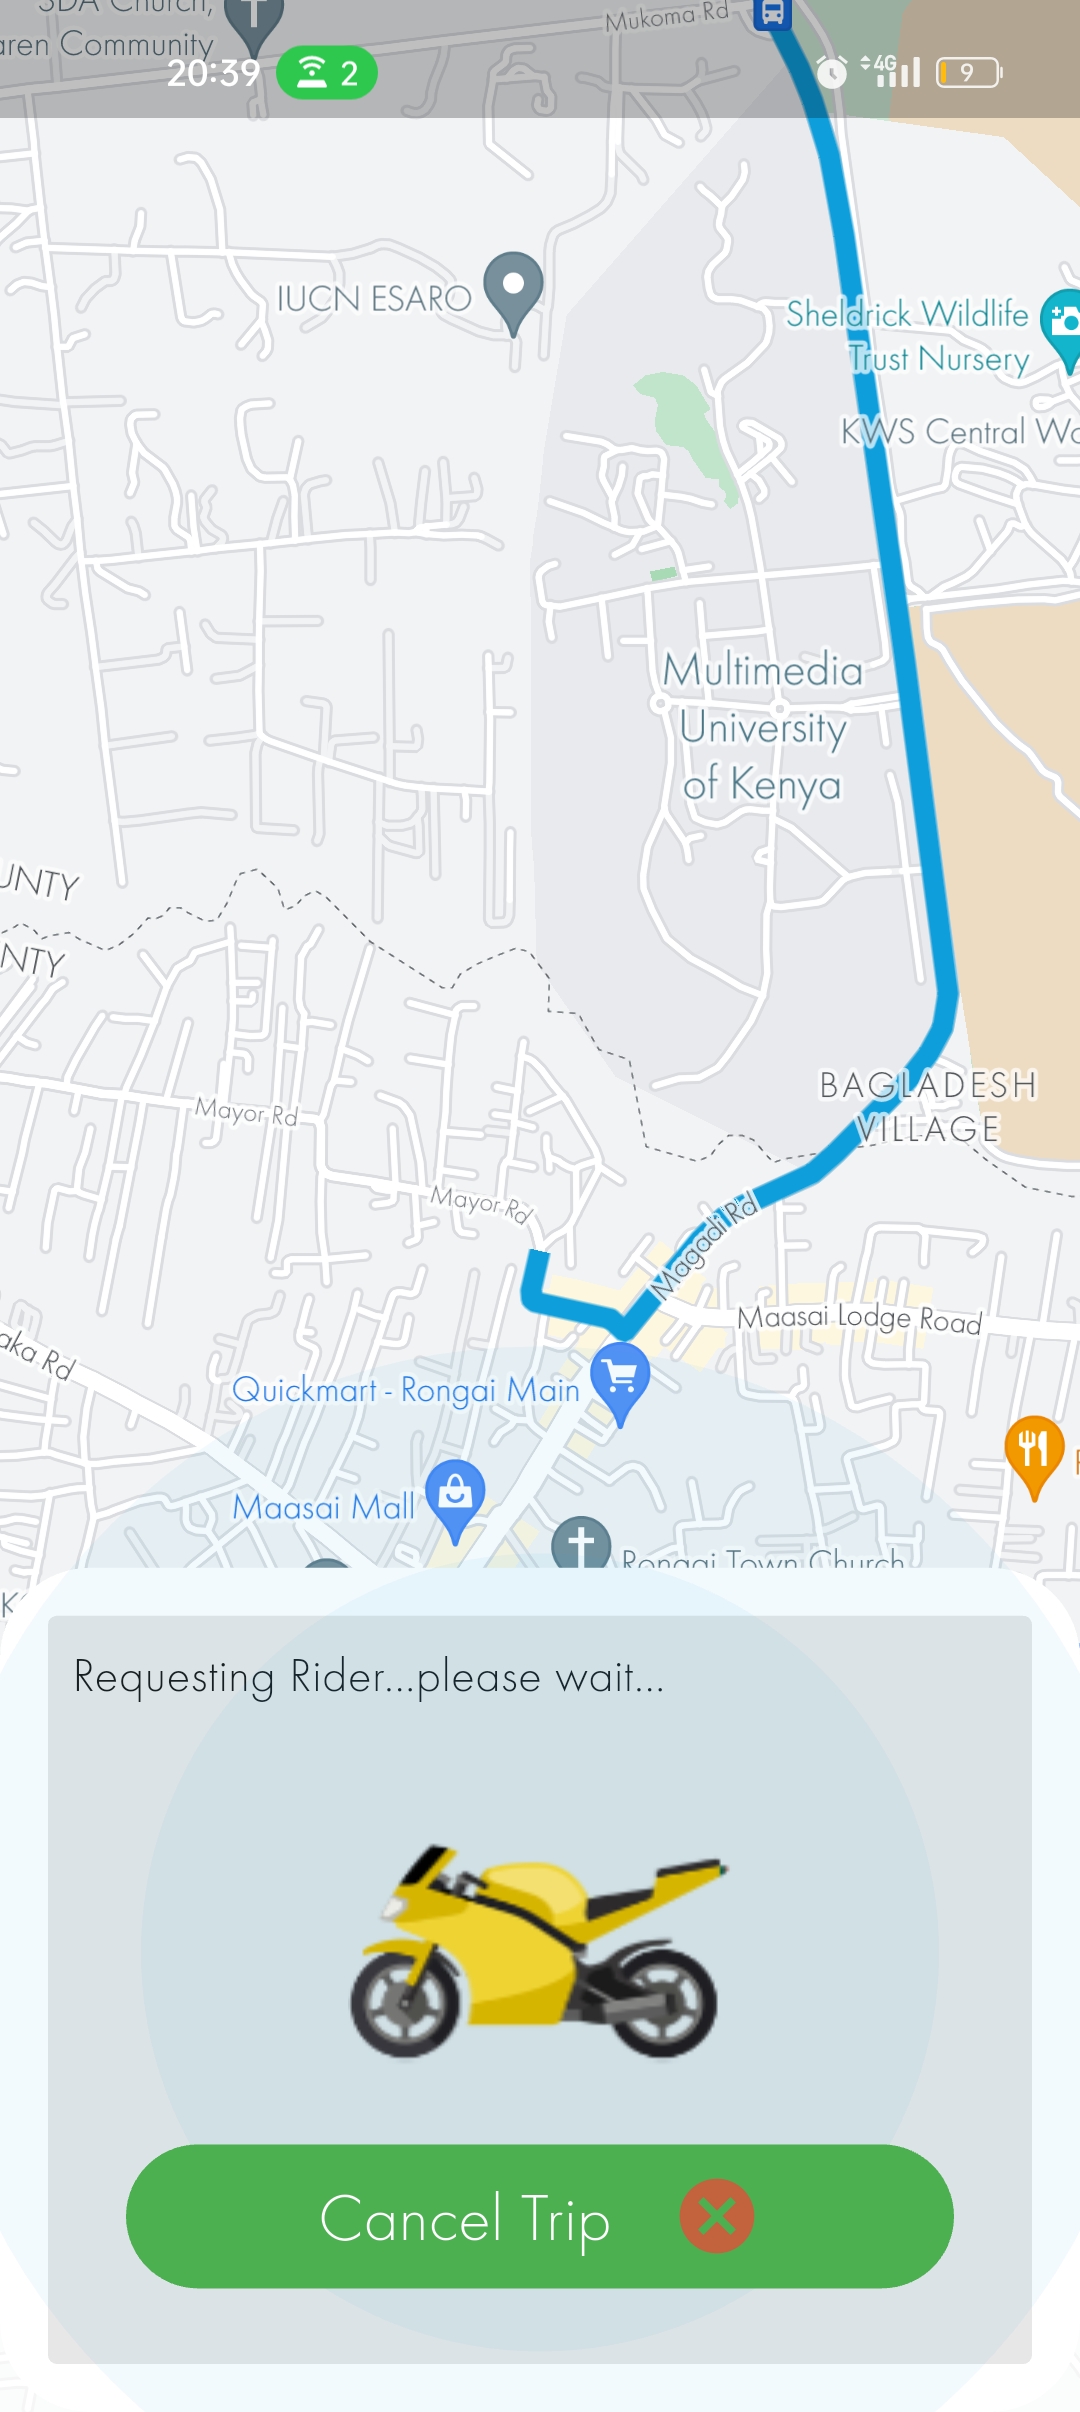 SDA Church,
aren Community
Mukoma Rd
20:39
2
4G
9
IUCN ESARO
Sheldrick Wildlife
Trust Nursery
KWS Central Wo
Multimedia
University
of Kenya
UNTY
NTY
BAGLADESH
VILLAGE
Mayor Rd
Mayor Rd
Magadi Rd
Maasai Lodge Road
aka Rd
Quickmart - Rongai Main
Maasai Mall
Rongai Town Church
Requesting Rider...please wait...
Cancel Trip